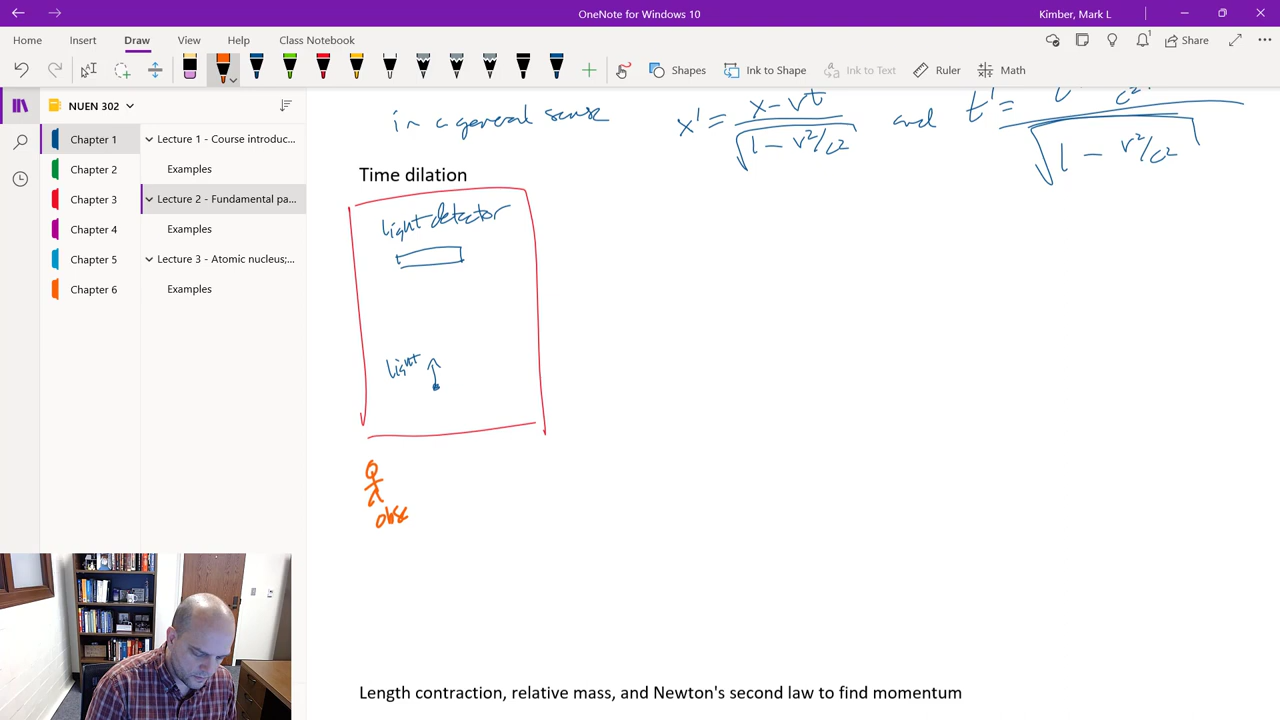 OneNote for Windows 10
Kimber, Mark L
Home Insert Draw View Help Class Notebook
Share
Shapes Ink to Shape Ink to Text Ruler Math
NUEN 302
Chapter 1
Chapter 2
Chapter 3
Chapter 4
Chapter 5
Chapter 6
Lecture 1 - Course introduc...
Examples
Lecture 2 - Fundamental pa...
Examples
Lecture 3 - Atomic nucleus;...
Examples
in a general sense x' = x - vt / √1 - v²/c² and t' = / √1 - v²/c²
Time dilation
light detector
light
obse
Length contraction, relative mass, and Newton's second law to find momentum